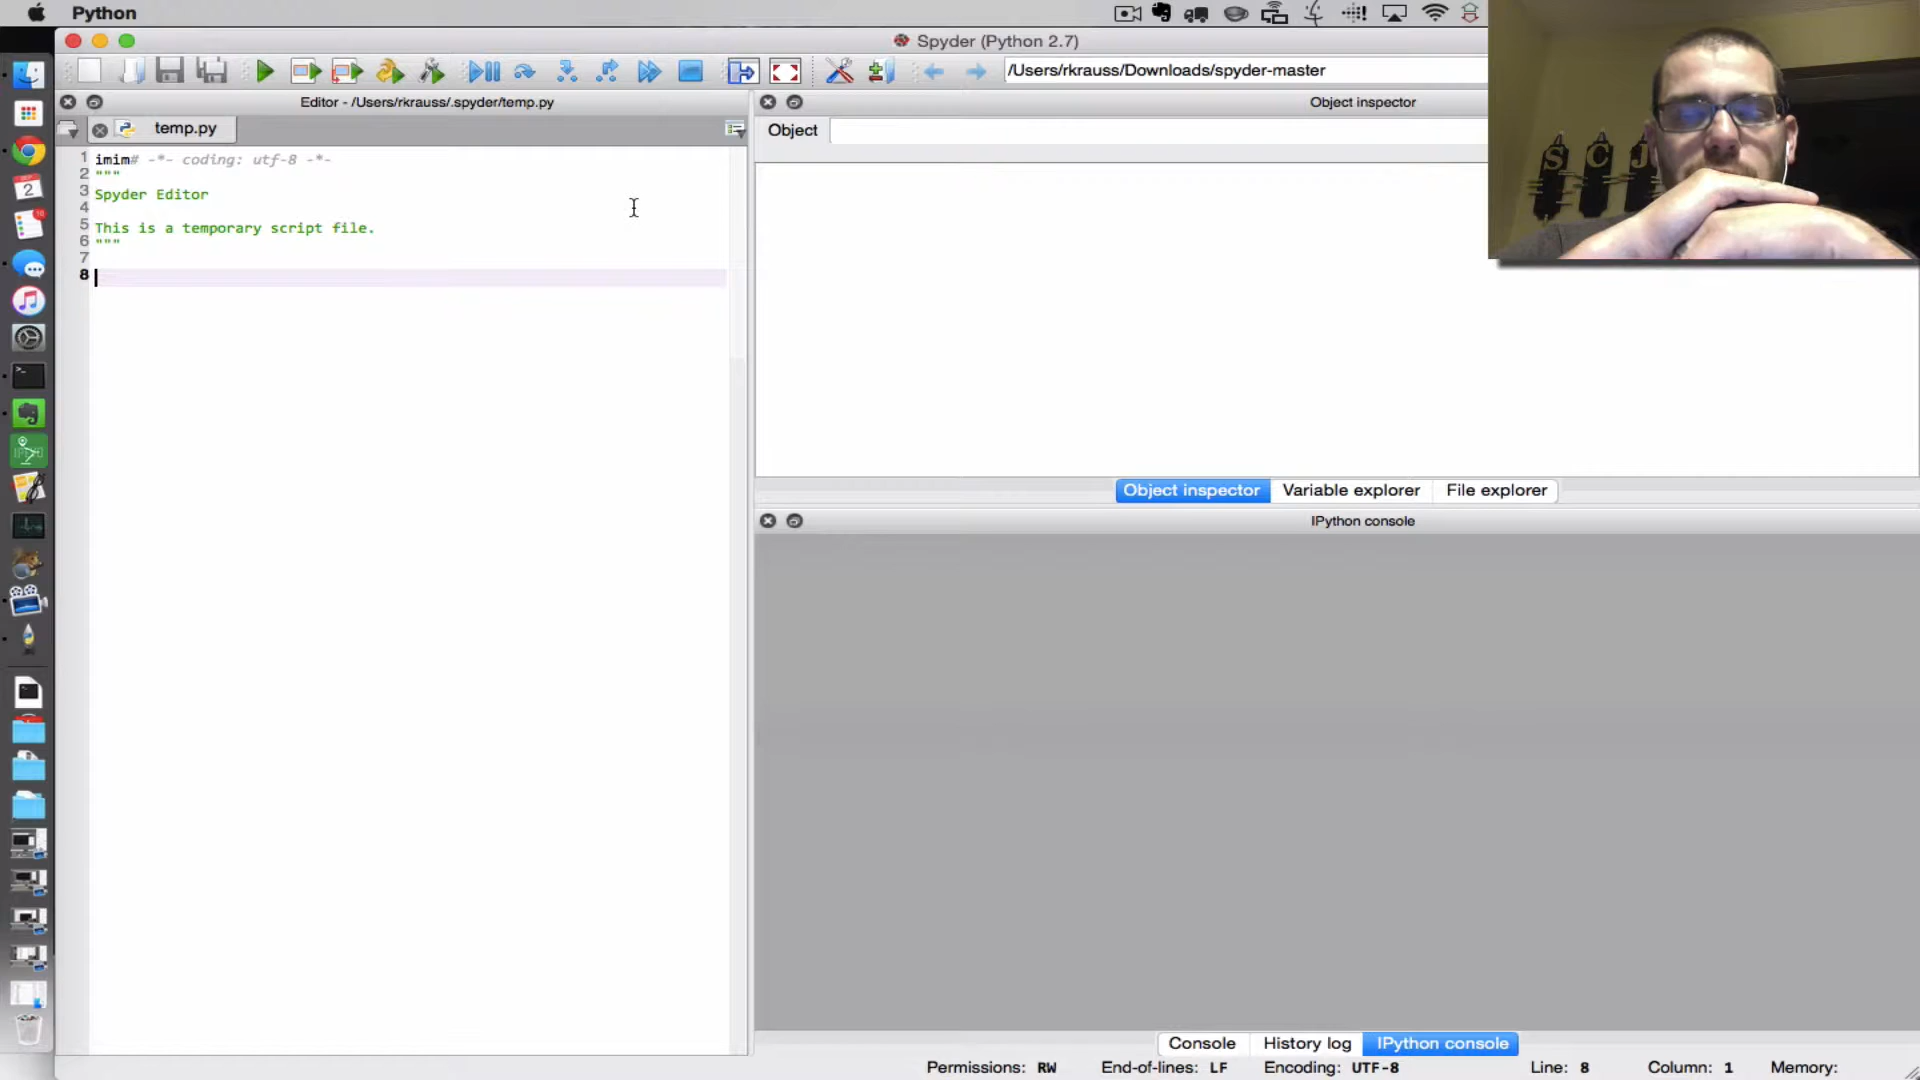 Python
Spyder (Python 2.7)
/Users/rkrauss/Downloads/spyder-master
Editor - /Users/rkrauss/.spyder/temp.py
temp.py
1 imim# -*- coding: utf-8 -*-
2 """
3 Spyder Editor
4
5 This is a temporary script file.
6 """
7
8
Object inspector
Object
S C J
Object inspector Variable explorer File explorer
IPython console
Console History log IPython console
Permissions: RW End-of-lines: LF Encoding: UTF-8 Line: 8 Column: 1 Memory:
2